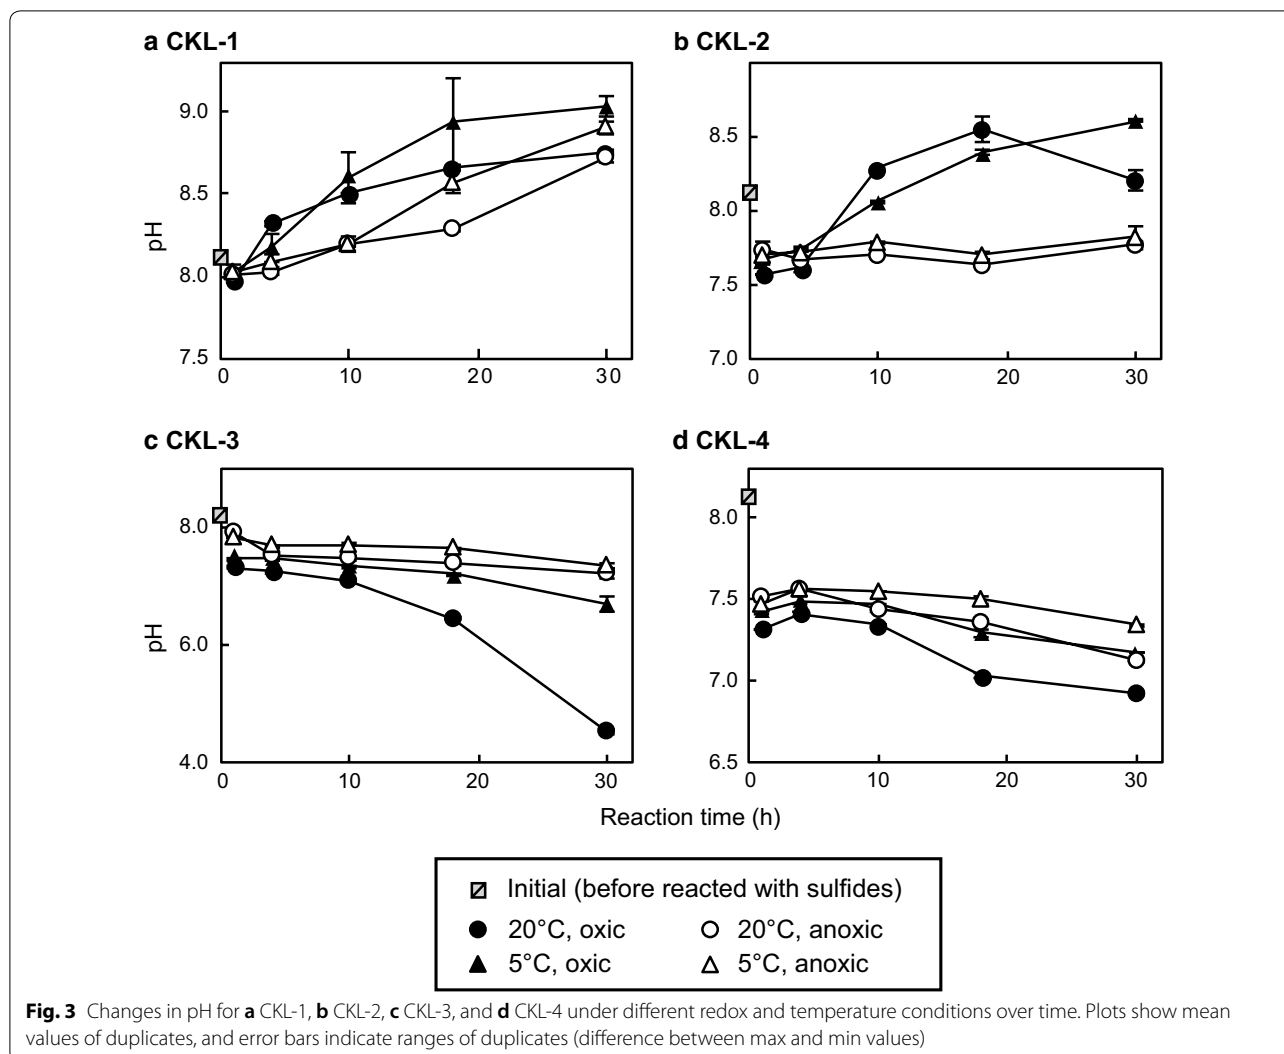 a CKL-1
b CKL-2
pH
9.0
8.5
8.0
7.5
0 10 20 30
8.5
8.0
7.5
7.0
0 10 20 30
c CKL-3
d CKL-4
pH
8.0
6.0
4.0
0 10 20 30
8.0
7.5
7.0
6.5
0 10 20 30
Reaction time (h)
Initial (before reacted with sulfides)
20°C, oxic 20°C, anoxic
5°C, oxic 5°C, anoxic
Fig. 3 Changes in pH for a CKL-1, b CKL-2, c CKL-3, and d CKL-4 under different redox and temperature conditions over time. Plots show mean
values of duplicates, and error bars indicate ranges of duplicates (difference between max and min values)